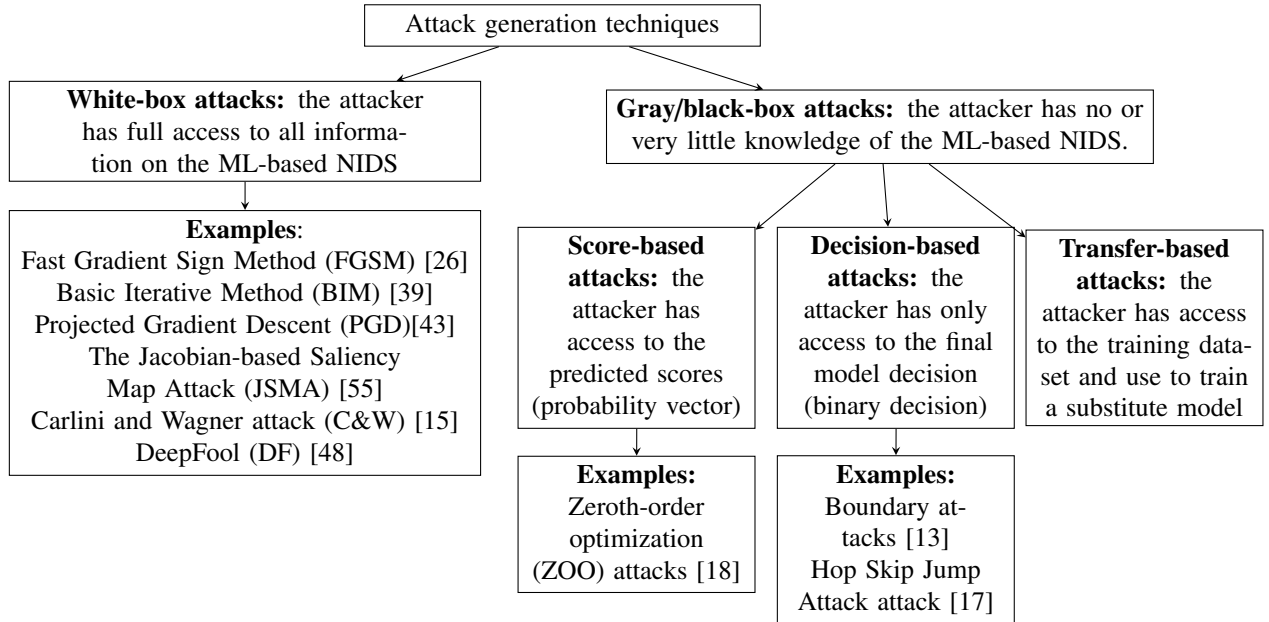 Attack generation techniques
White-box attacks: the attacker
has full access to all informa-
tion on the ML-based NIDS
Gray/black-box attacks: the attacker has no or
very little knowledge of the ML-based NIDS.
Examples:
Fast Gradient Sign Method (FGSM) [26]
Basic Iterative Method (BIM) [39]
Projected Gradient Descent (PGD)[43]
The Jacobian-based Saliency
Map Attack (JSMA) [55]
Carlini and Wagner attack (C&W) [15]
DeepFool (DF) [48]
Score-based
attacks: the
attacker has
access to the
predicted scores
(probability vector)
Decision-based
attacks: the
attacker has only
access to the final
model decision
(binary decision)
Transfer-based
attacks: the
attacker has access
to the training data-
set and use to train
a substitute model
Examples:
Zeroth-order
optimization
(ZOO) attacks [18]
Examples:
Boundary at-
tacks [13]
Hop Skip Jump
Attack attack [17]